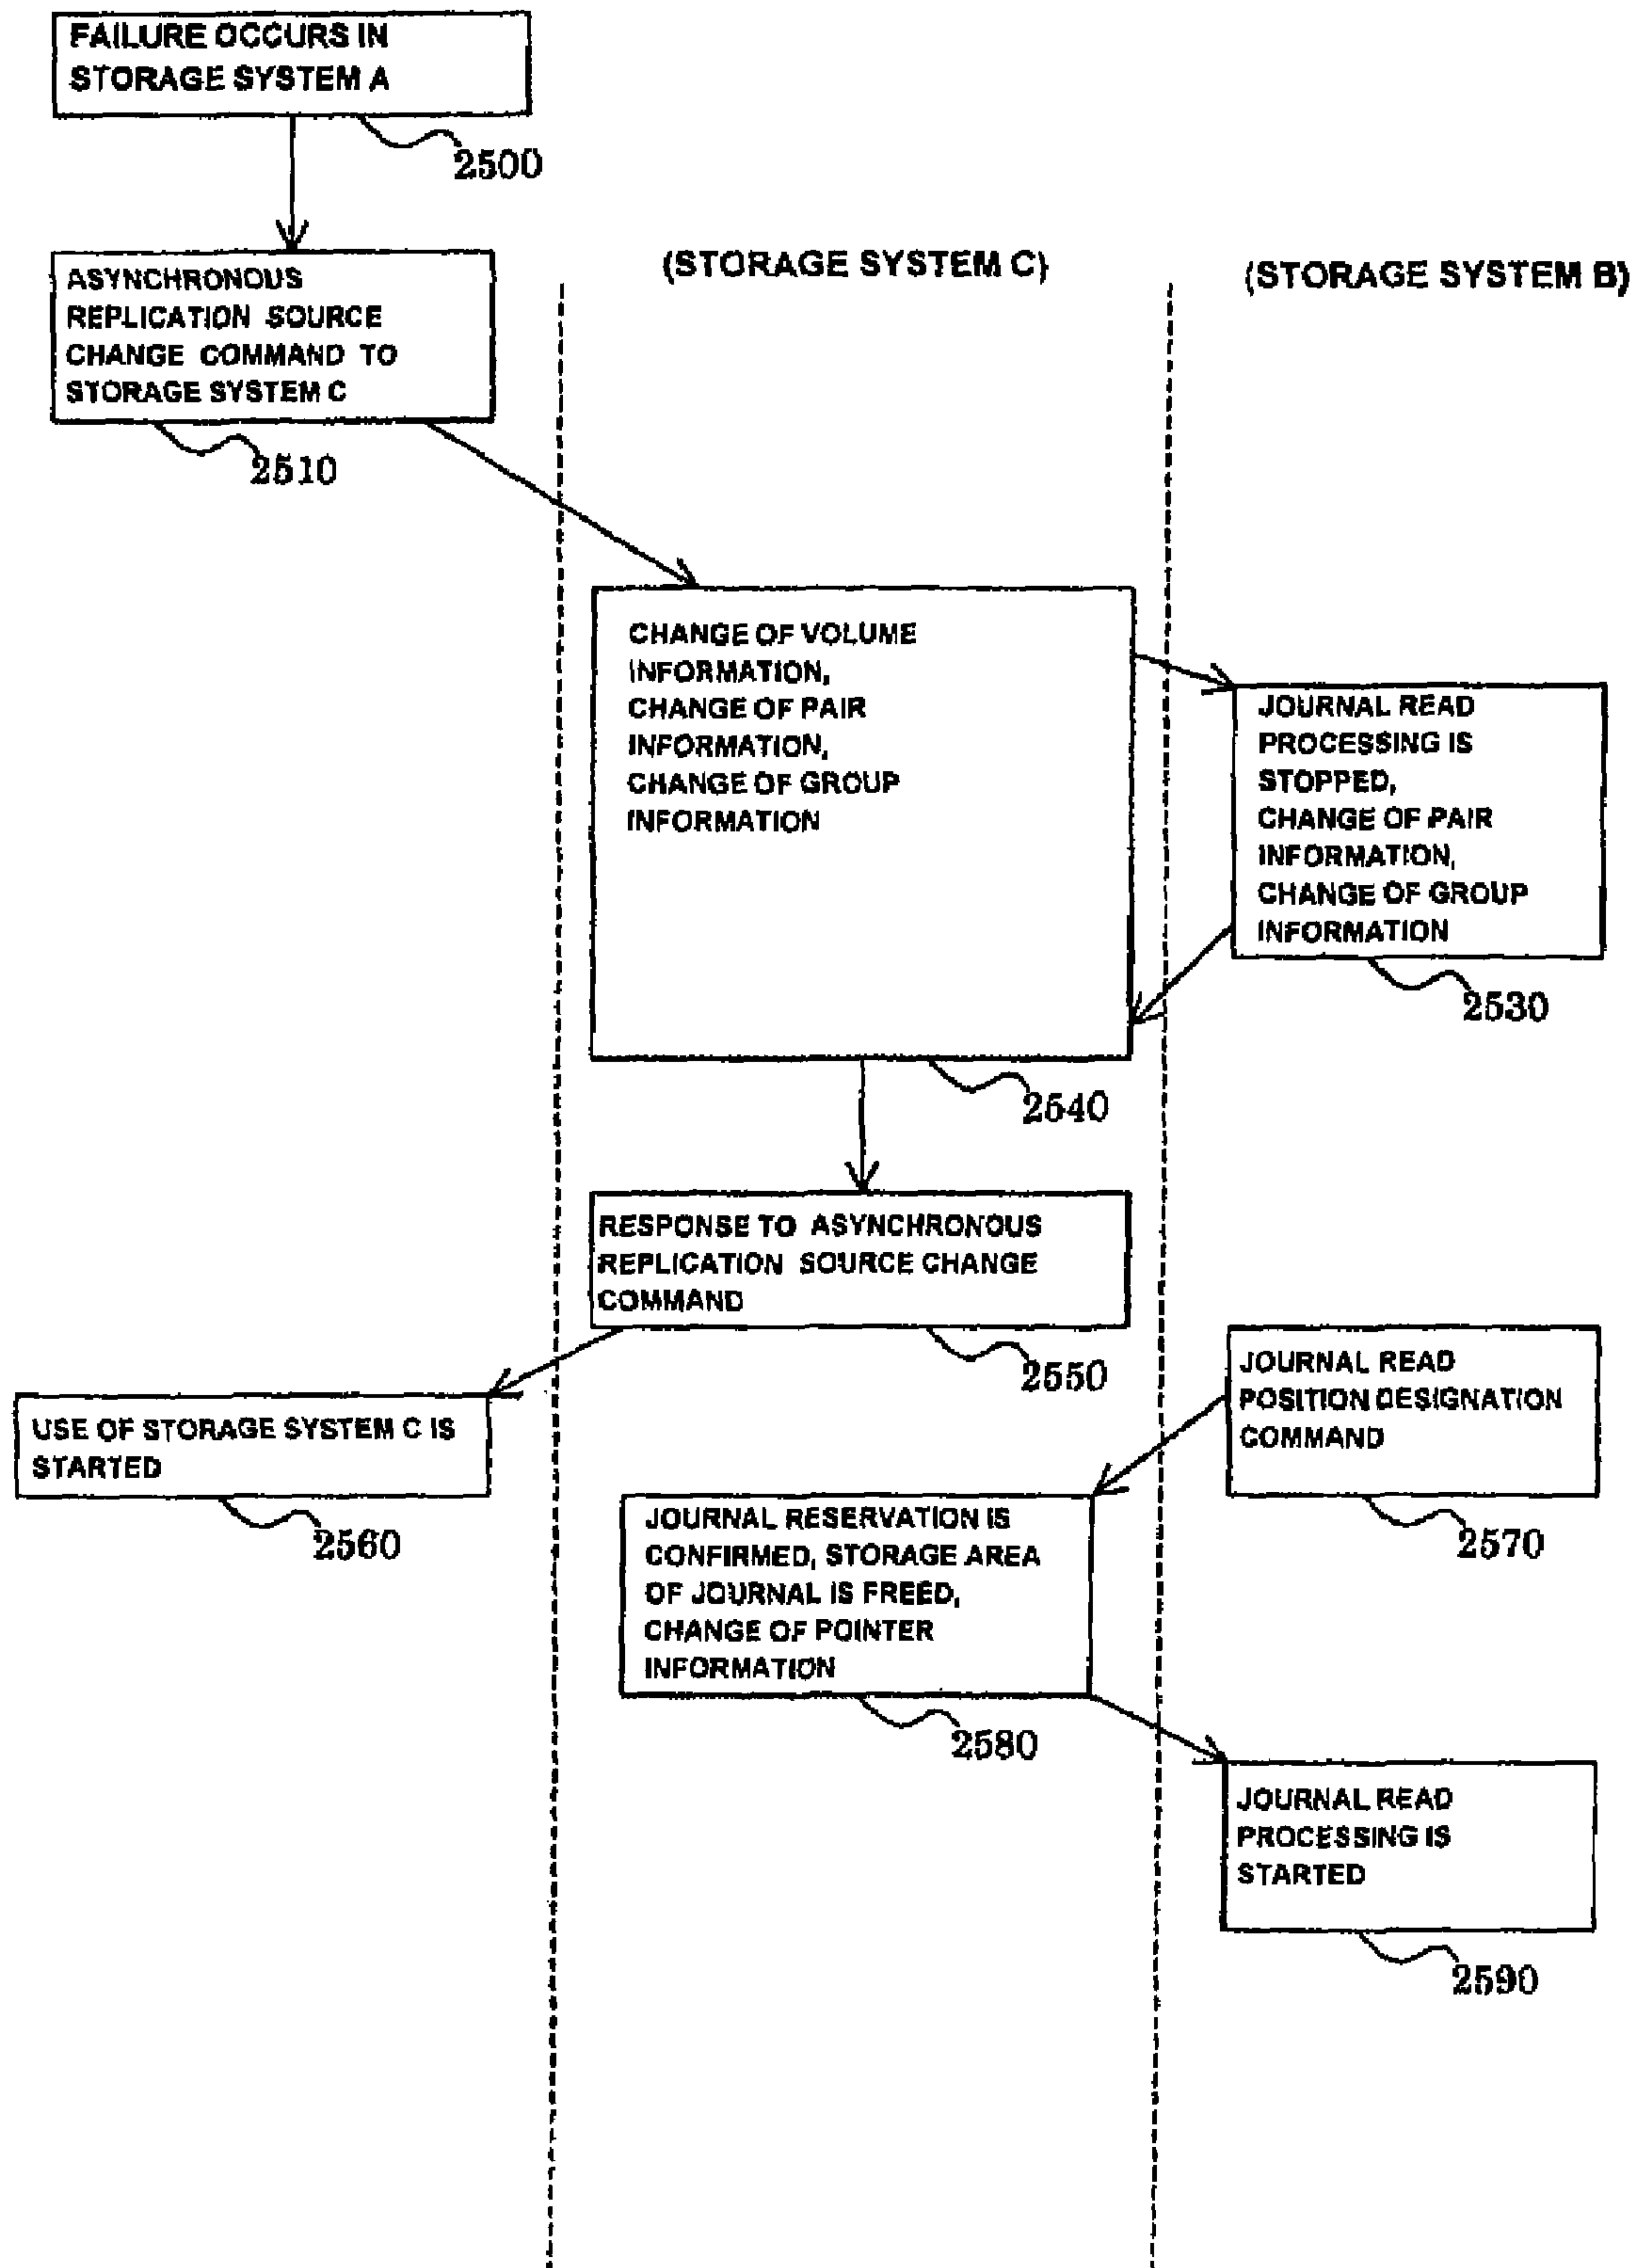 FAILURE OCCURS IN
STORAGE SYSTEM A
2500
ASYNCHRONOUS
REPLICATION SOURCE
CHANGE COMMAND TO
STORAGE SYSTEM C
2510
(STORAGE SYSTEM C)
(STORAGE SYSTEM B)
CHANGE OF VOLUME
INFORMATION,
CHANGE OF PAIR
INFORMATION,
CHANGE OF GROUP
INFORMATION
2540
JOURNAL READ
PROCESSING IS
STOPPED,
CHANGE OF PAIR
INFORMATION,
CHANGE OF GROUP
INFORMATION
2530
RESPONSE TO ASYNCHRONOUS
REPLICATION SOURCE CHANGE
COMMAND
2550
USE OF STORAGE SYSTEM C IS
STARTED
2560
JOURNAL READ
POSITION DESIGNATION
COMMAND
2570
JOURNAL RESERVATION IS
CONFIRMED, STORAGE AREA
OF JOURNAL IS FREED,
CHANGE OF POINTER
INFORMATION
2580
JOURNAL READ
PROCESSING IS
STARTED
2590